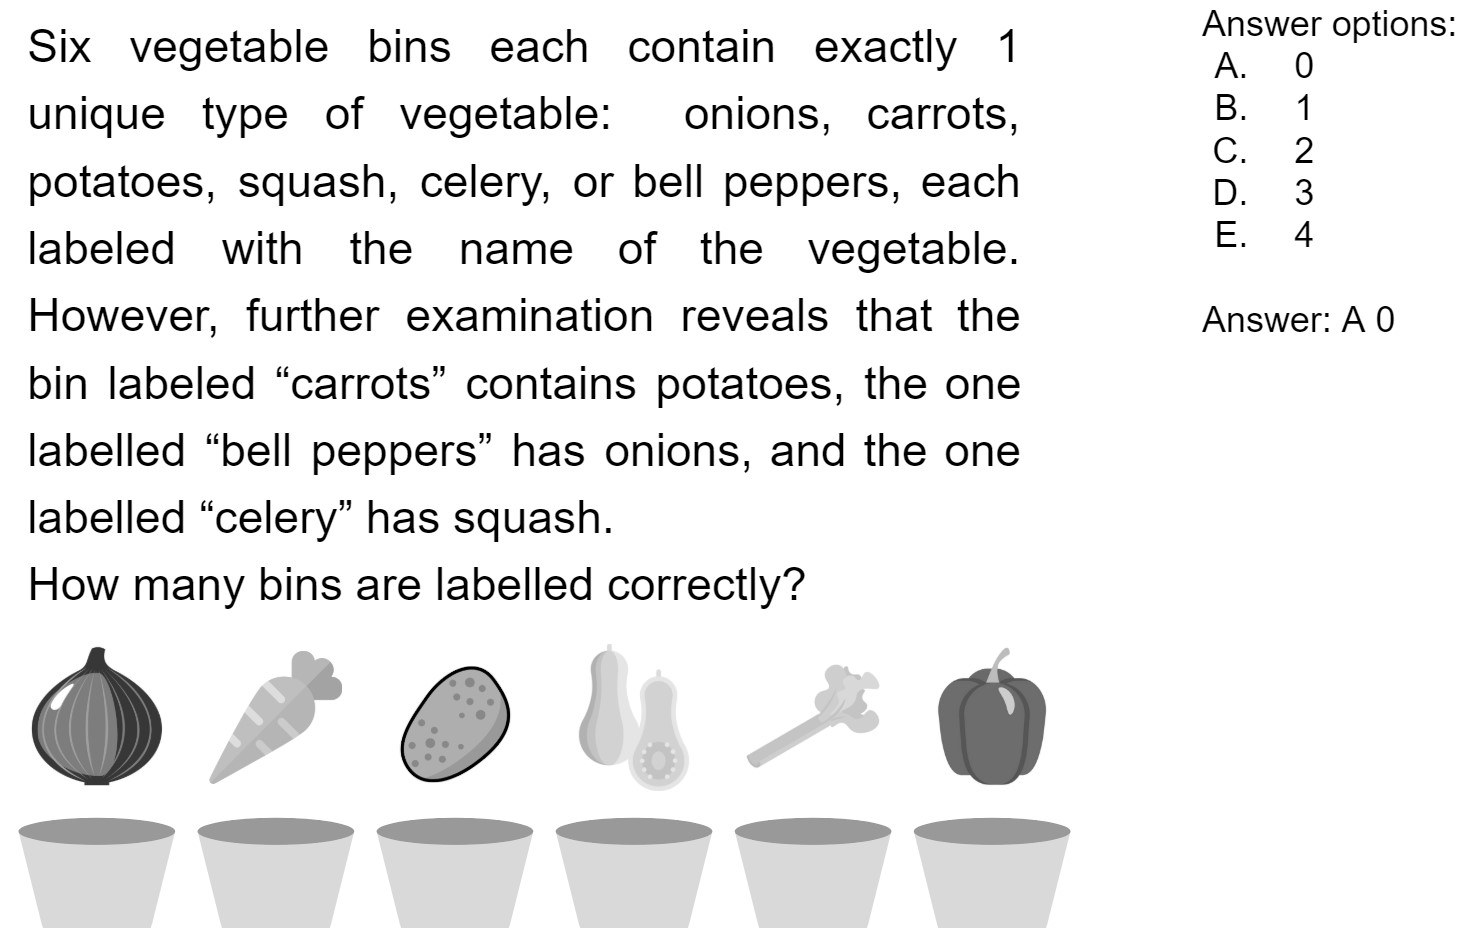 Six vegetable bins each contain exactly 1
unique type of vegetable: onions, carrots,
potatoes, squash, celery, or bell peppers, each
labeled with the name of the vegetable.
However, further examination reveals that the
bin labeled “carrots” contains potatoes, the one
labelled “bell peppers” has onions, and the one
labelled “celery” has squash.
How many bins are labelled correctly?
Answer options:
A. 0
B. 1
C. 2
D. 3
E. 4
Answer: A 0